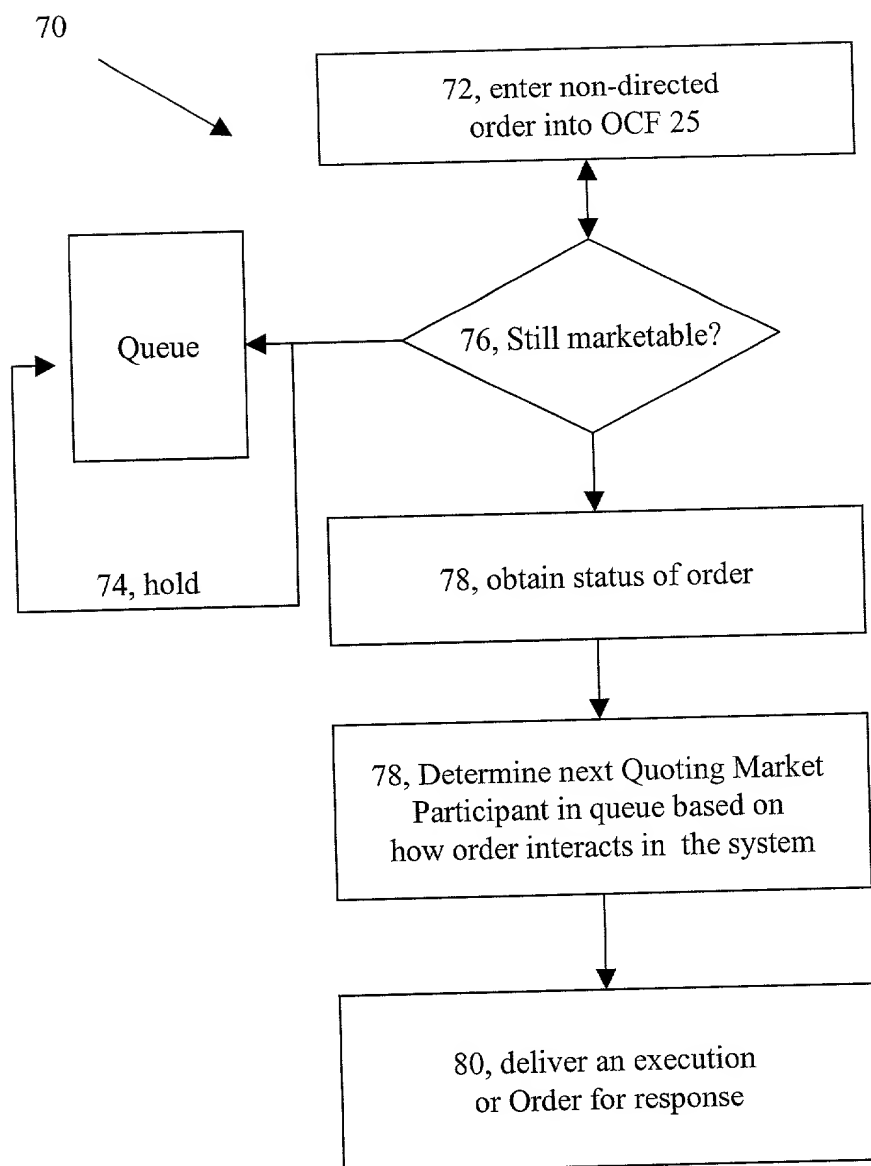 70
72, enter non-directed
order into OCF 25
Queue
76, Still marketable?
74, hold
78, obtain status of order
78, Determine next Quoting Market
Participant in queue based on
how order interacts in the system
80, deliver an execution
or Order for response